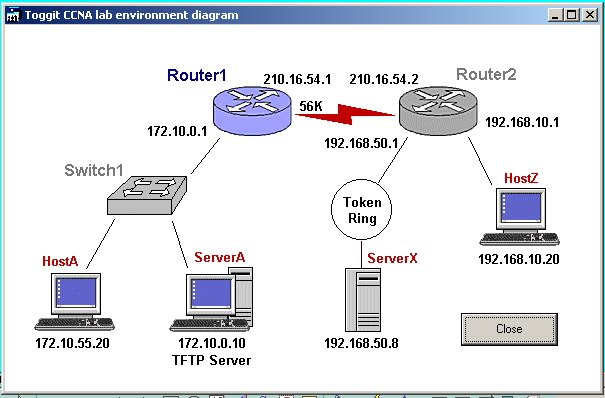 Toggit CCNA lab environment diagram
Router1
210.16.54.1
210.16.54.2
Router2
56K
172.10.0.1
192.168.50.1
192.168.10.1
Switch1
HostZ
Token
Ring
HostA
ServerA
ServerX
192.168.10.20
172.10.55.20
172.10.0.10
TFTP Server
192.168.50.8
Close